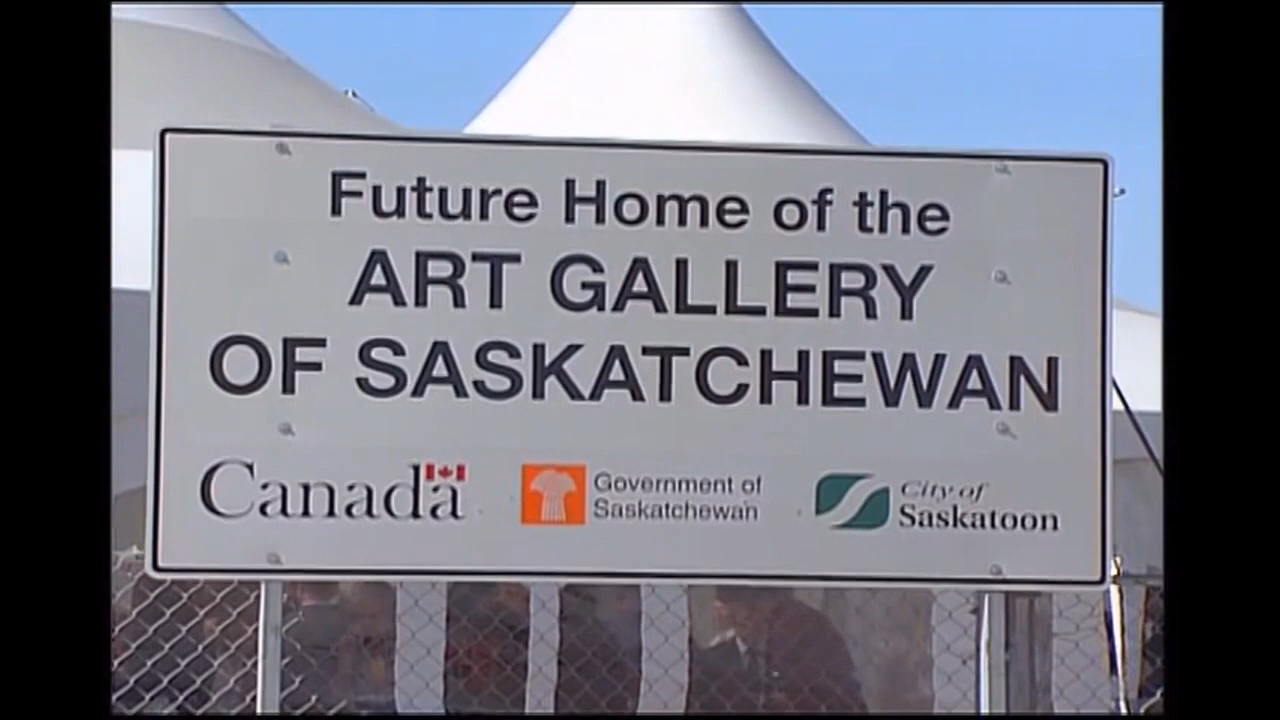 Future Home of the
ART GALLERY
OF SASKATCHEWAN
Canada
Government of
Saskatchewan
City of
Saskatoon